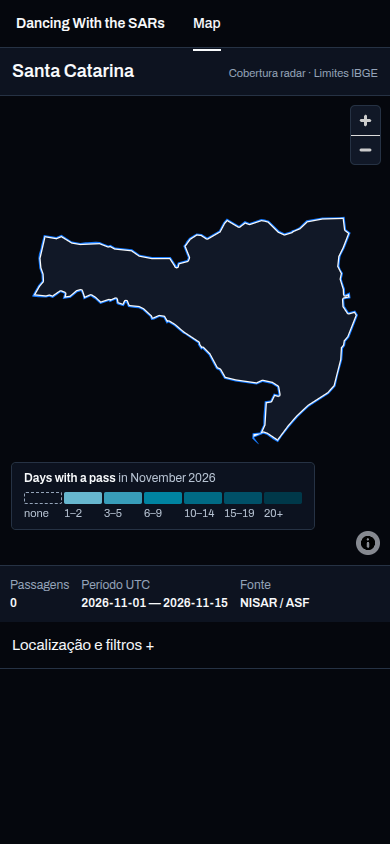 Dancing With the SARs
Map
Santa Catarina
Cobertura radar · Limites IBGE
+
−
Days with a pass in November 2026
none 1–2 3–5 6–9 10–14 15–19 20+
Passagens Período UTC Fonte
0 2026-11-01 — 2026-11-15 NISAR / ASF
Localização e filtros +